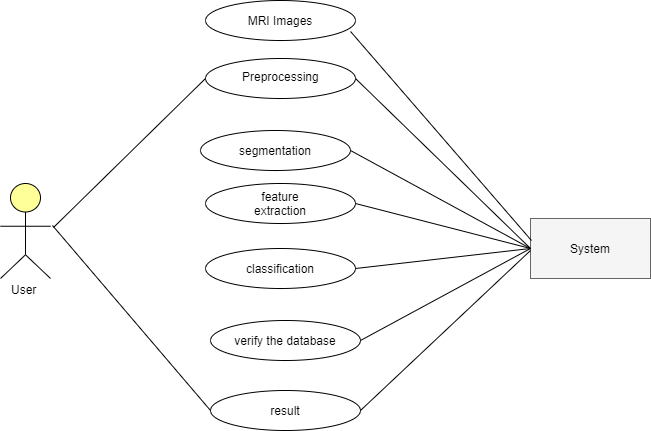 MRI Images
Preprocessing
segmentation
feature
extraction
classification
verify the database
result
User
System